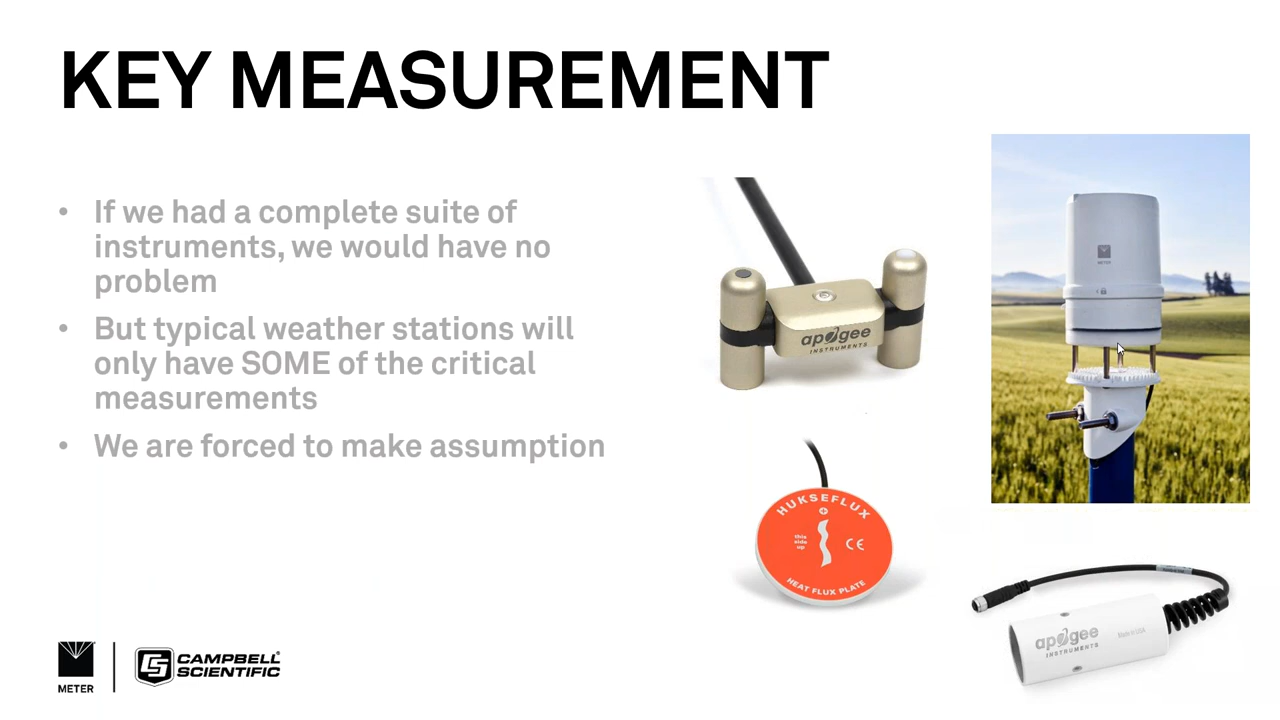 KEY MEASUREMENT
• If we had a complete suite of
instruments, we would have no
problem
• But typical weather stations will
only have SOME of the critical
measurements
• We are forced to make assumption
apogee
INSTRUMENTS
METER
HUKSEFLUX
this
side
up
CE
HEAT FLUX PLATE
apogee
INSTRUMENTS
Made in USA
METER
CAMPBELL
SCIENTIFIC